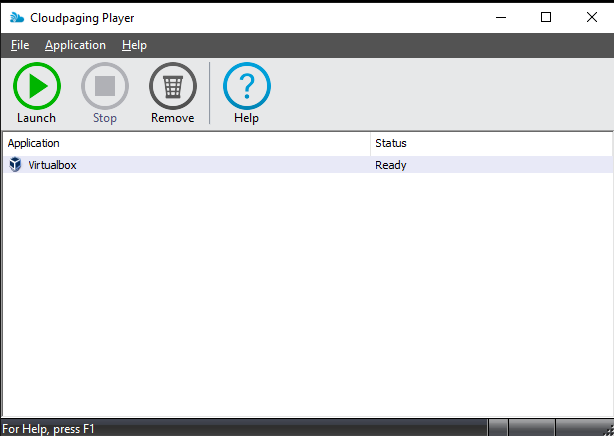 Cloudpaging Player
File Application Help
Launch Stop Remove Help
Application Status
Virtualbox Ready
For Help, press F1